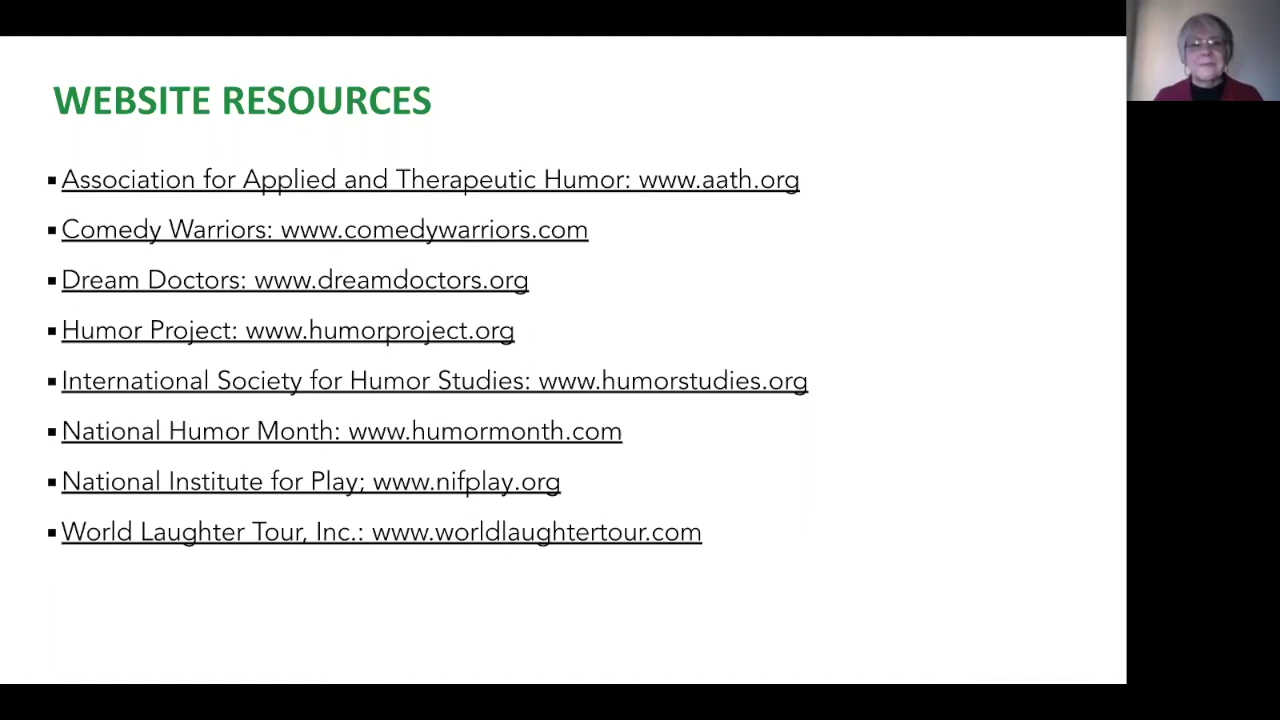 WEBSITE RESOURCES
▪ Association for Applied and Therapeutic Humor: www.aath.org
▪ Comedy Warriors: www.comedywarriors.com
▪ Dream Doctors: www.dreamdoctors.org
▪ Humor Project: www.humorproject.org
▪ International Society for Humor Studies: www.humorstudies.org
▪ National Humor Month: www.humormonth.com
▪ National Institute for Play; www.nifplay.org
▪ World Laughter Tour, Inc.: www.worldlaughtertour.com